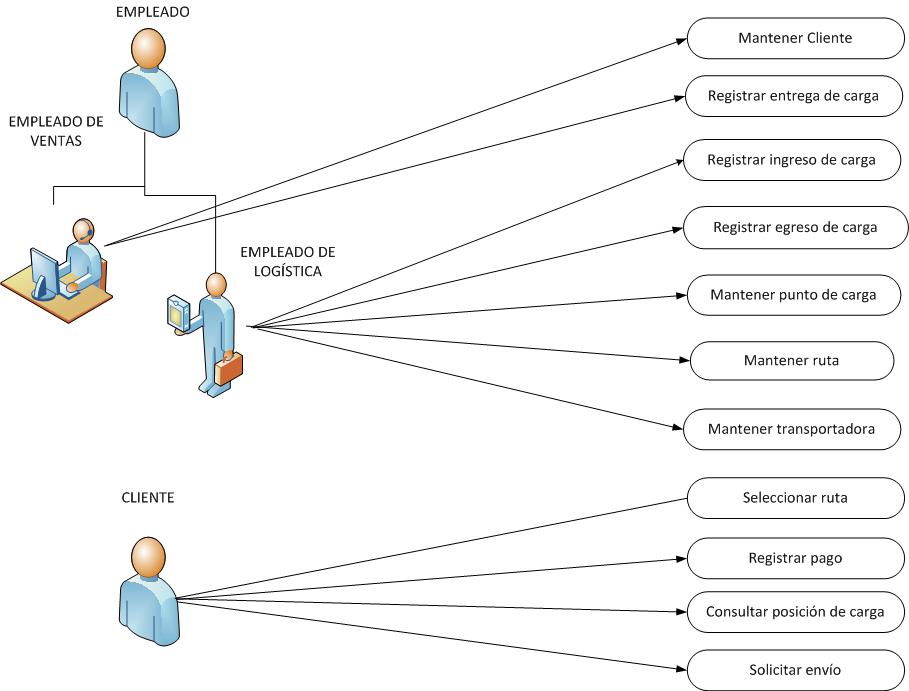 EMPLEADO
EMPLEADO DE
VENTAS
EMPLEADO DE
LOGÍSTICA
Mantener Cliente
Registrar entrega de carga
Registrar ingreso de carga
Registrar egreso de carga
Mantener punto de carga
Mantener ruta
Mantener transportadora
CLIENTE
Seleccionar ruta
Registrar pago
Consultar posición de carga
Solicitar envío